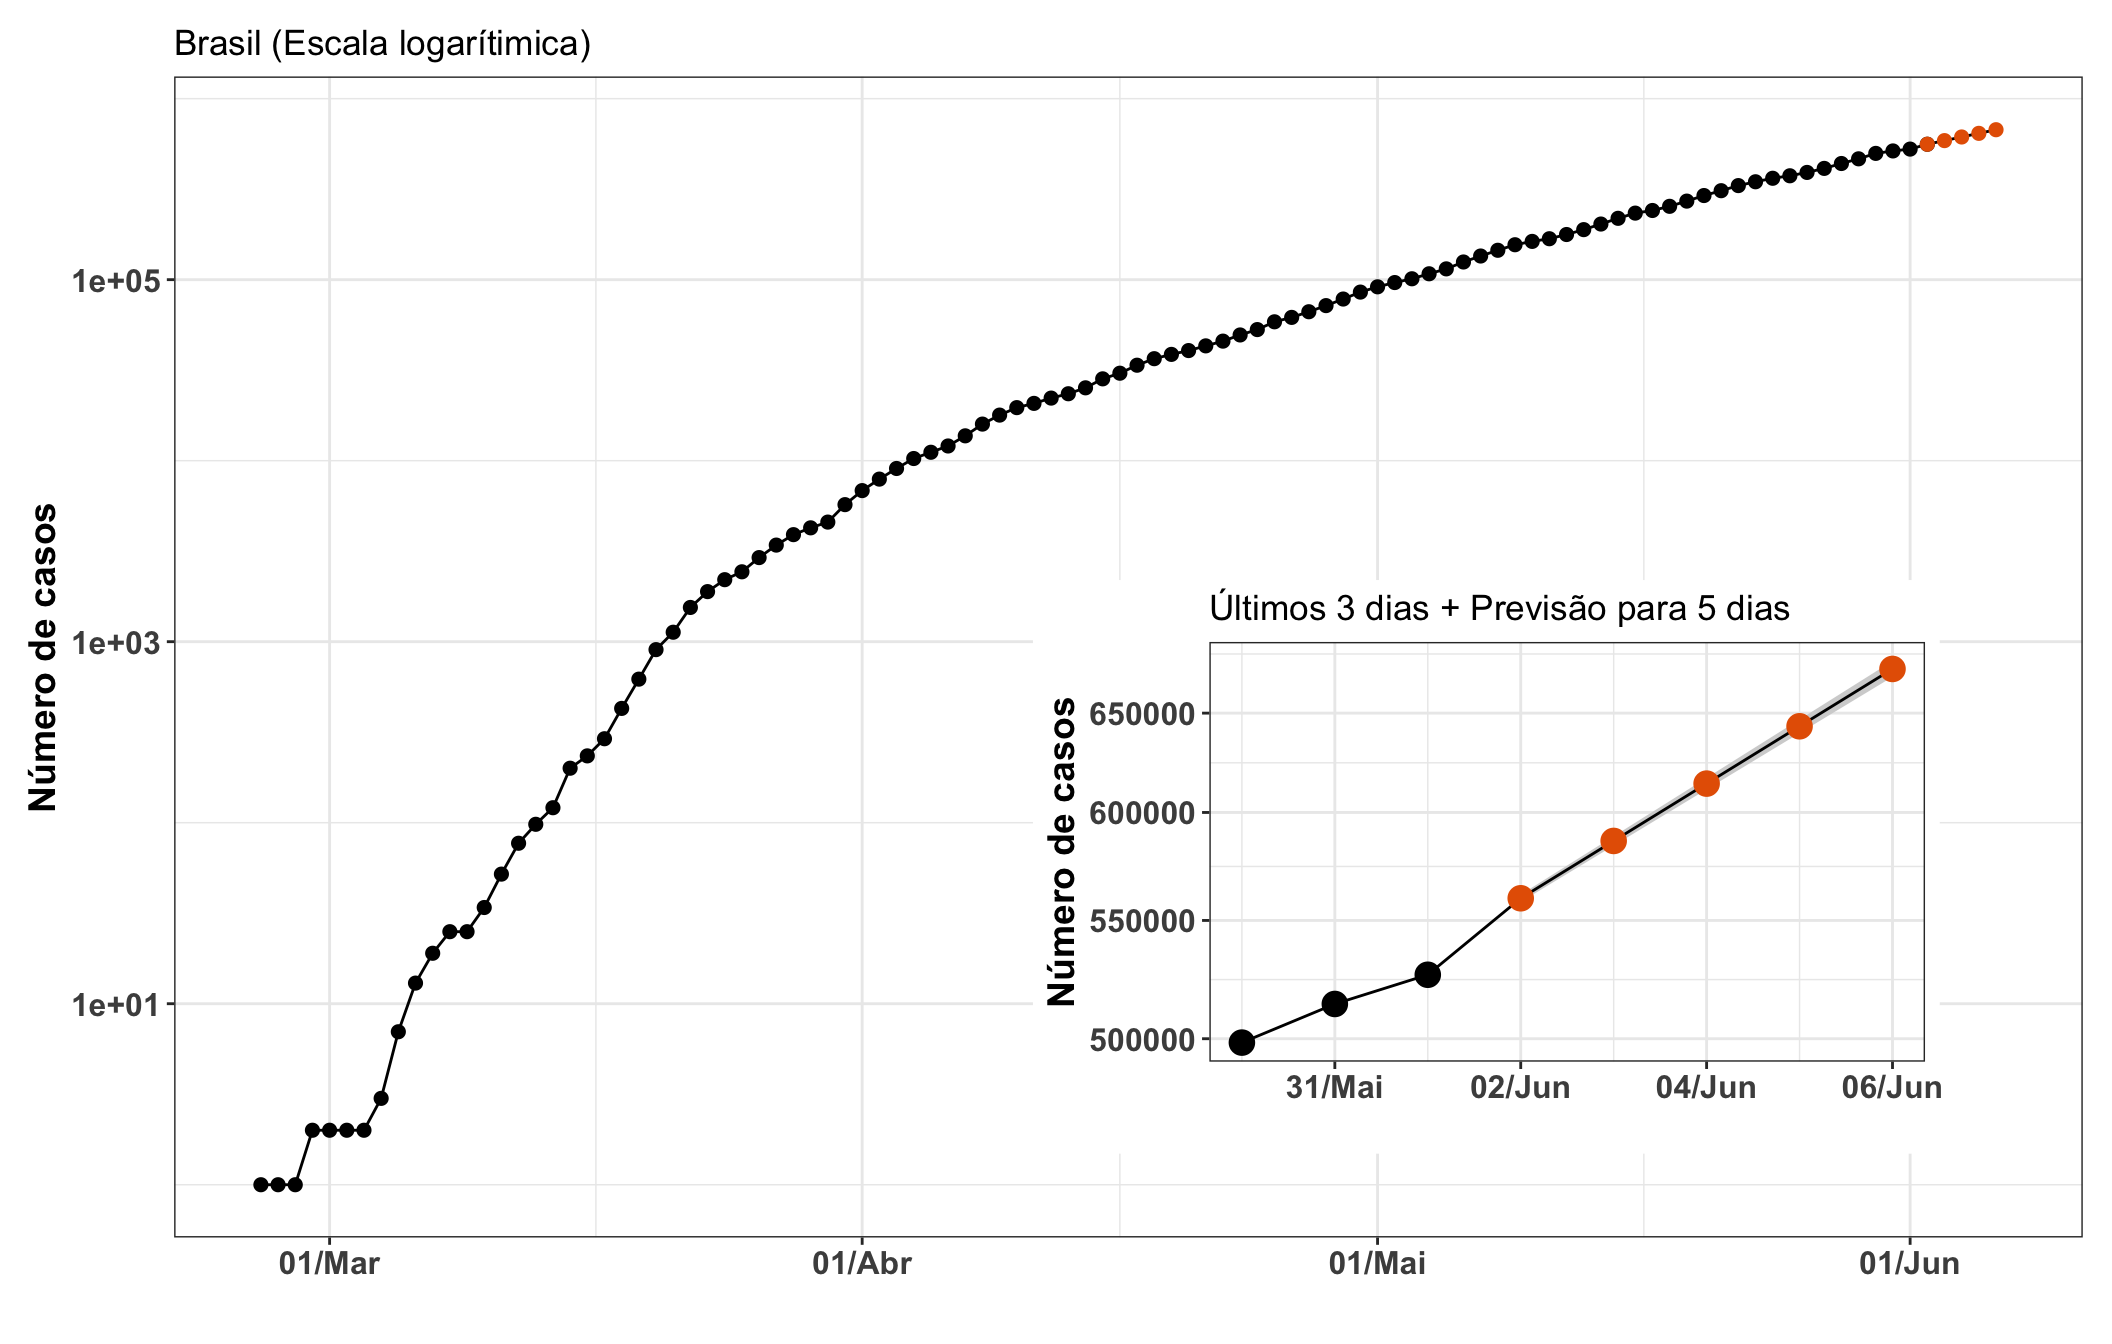 Brasil (Escala logarítimica)
Número de casos
1e+05
1e+03
1e+01
01/Mar
01/Abr
01/Mai
01/Jun
Últimos 3 dias + Previsão para 5 dias
Número de casos
650000
600000
550000
500000
31/Mai
02/Jun
04/Jun
06/Jun